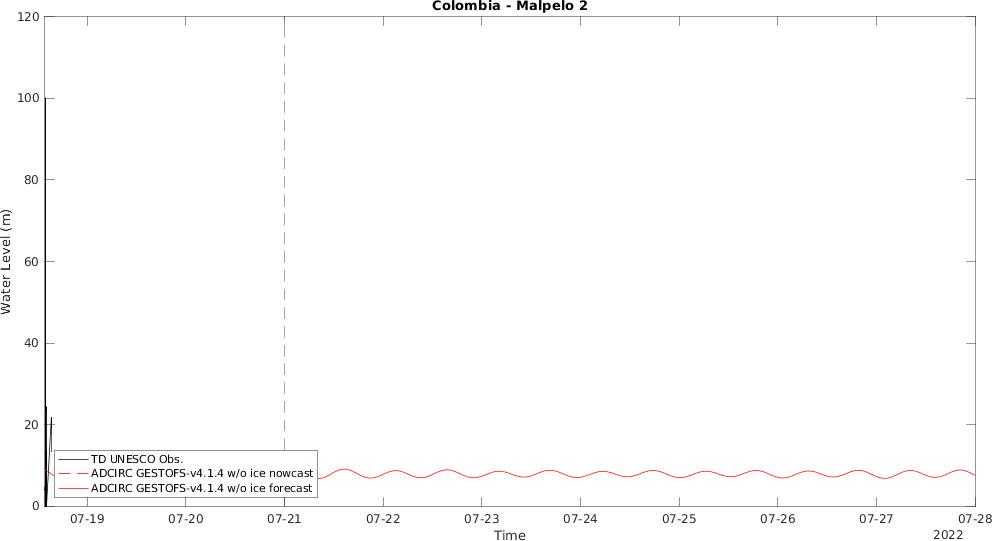 Colombia - Malpelo 2
120
100
80
60
40
20
0
Water Level (m)
TD UNESCO Obs.
ADCIRC GESTOFS-v4.1.4 w/o ice nowcast
ADCIRC GESTOFS-v4.1.4 w/o ice forecast
07-19 07-20 07-21 07-22 07-23 07-24 07-25 07-26 07-27 07-28
Time
2022